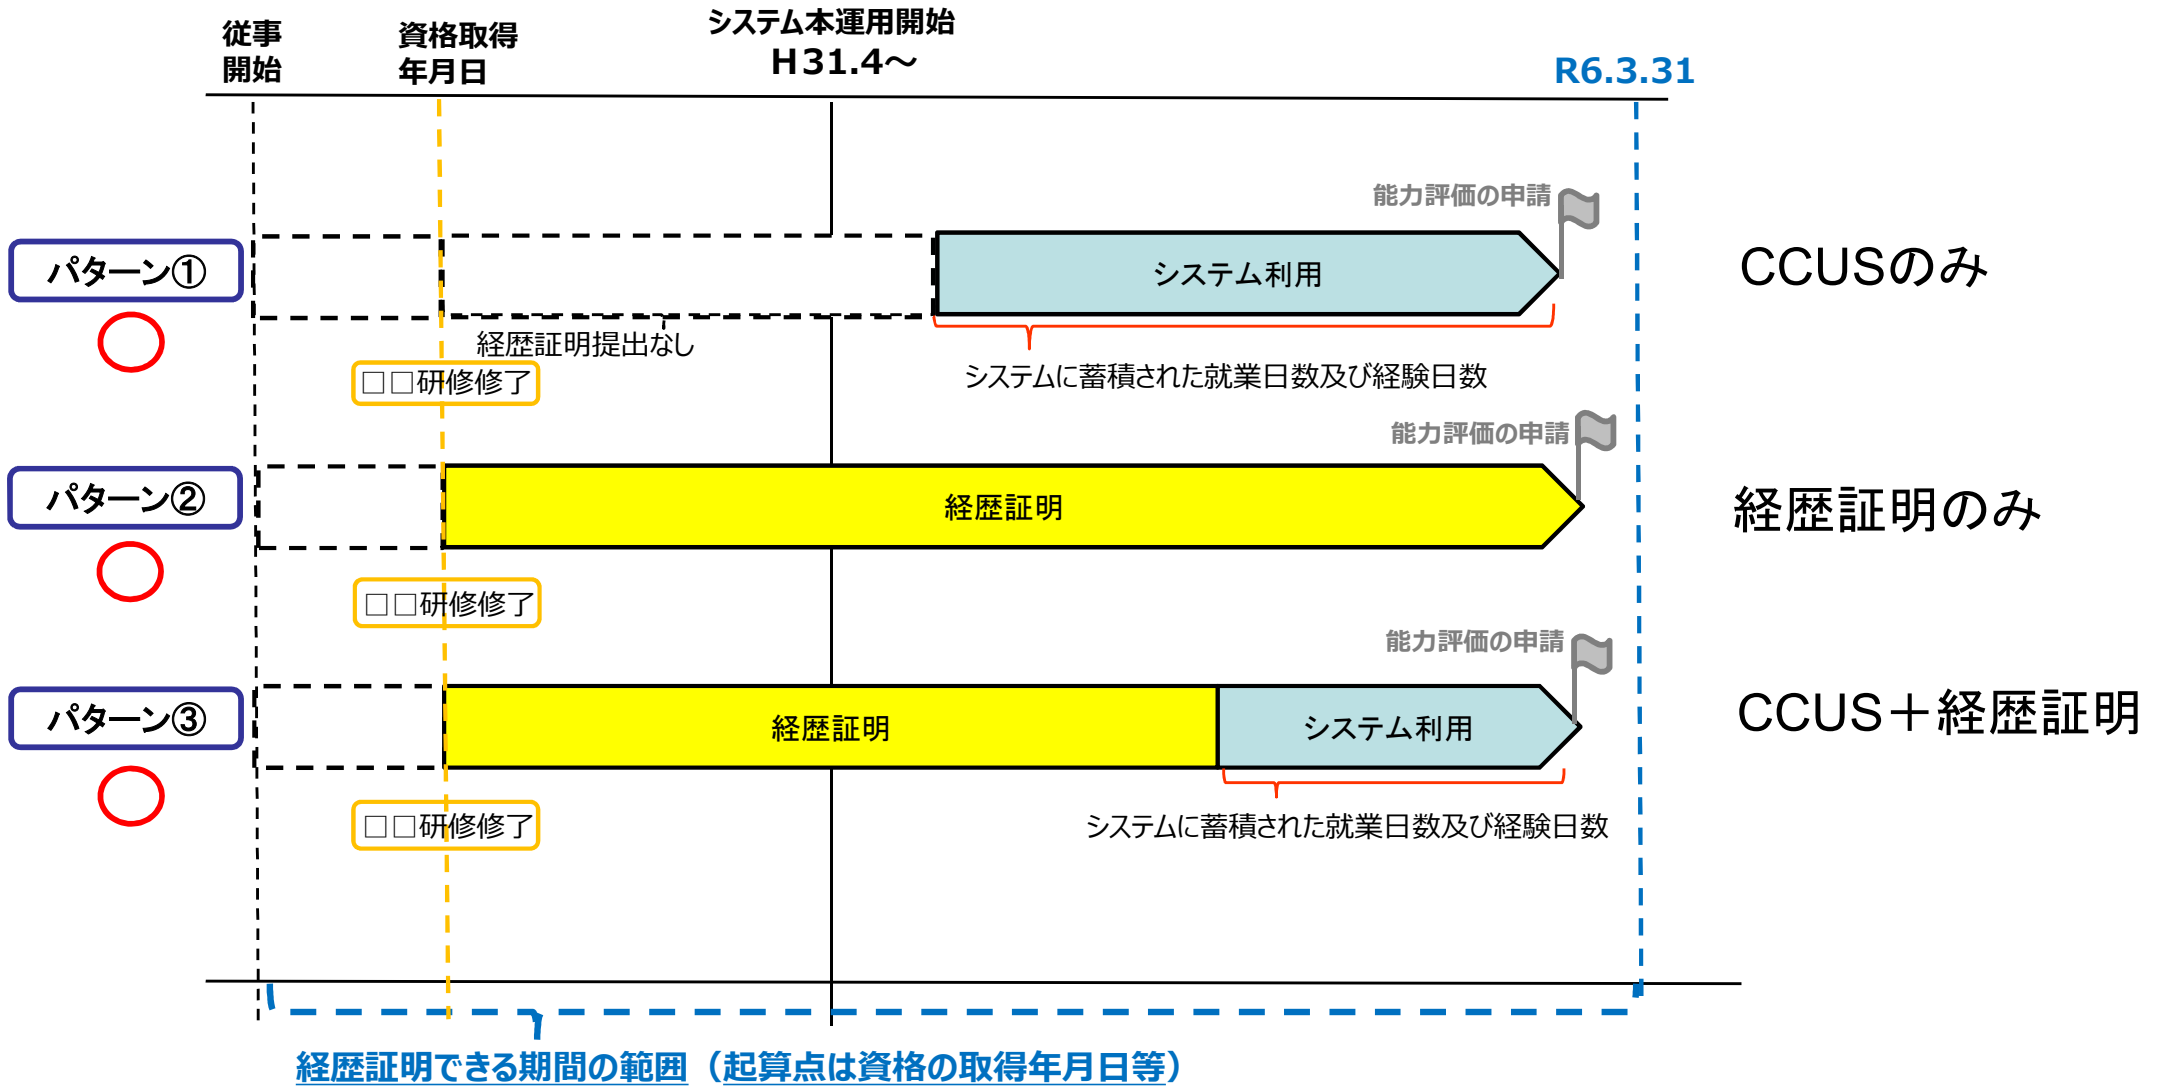 従事
開始
資格取得
年月日
システム本運用開始
H31.4～
R6.3.31
能力評価の申請
パターン①
システム利用
CCUSのみ
経歴証明提出なし
□□研修修了
システムに蓄積された就業日数及び経験日数
能力評価の申請
パターン②
経歴証明
経歴証明のみ
□□研修修了
能力評価の申請
パターン③
経歴証明
システム利用
CCUS＋経歴証明
□□研修修了
システムに蓄積された就業日数及び経験日数
経歴証明できる期間の範囲（起算点は資格の取得年月日等）